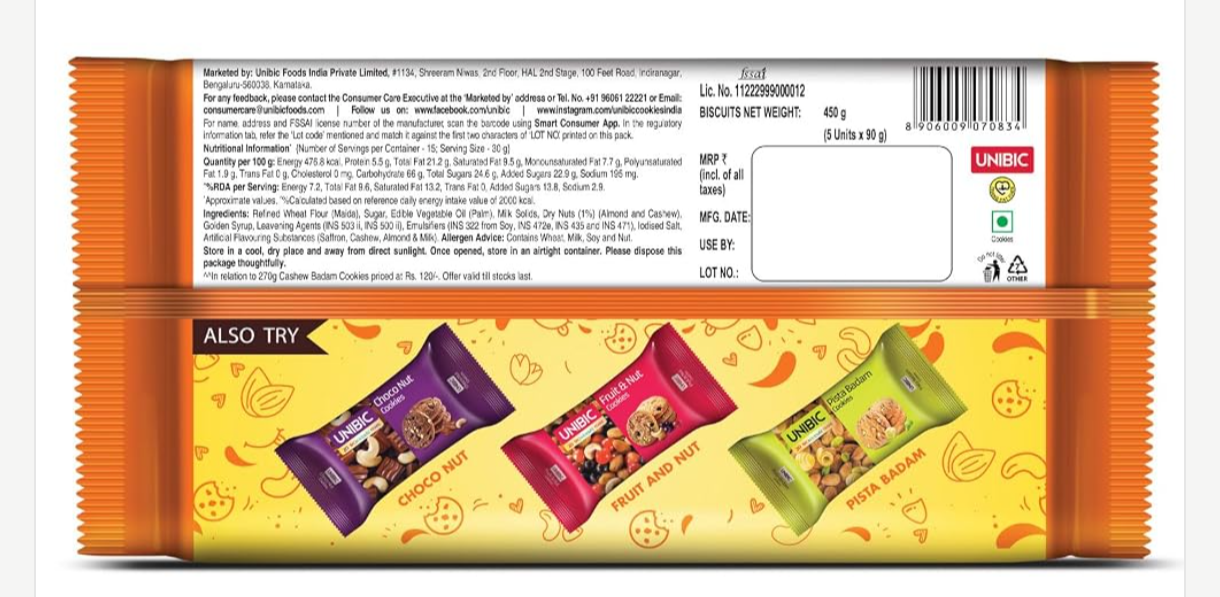 Marketed by: Unibic Foods India Private Limited, #1134, Shreeram Niwas, 2nd Floor, HAL 2nd Stage, 100 Feet Road, Indiranagar,
Bengaluru-560038, Karnataka.
For any feedback, please contact the Consumer Care Executive at the 'Marketed by' address or Tel. No. +91 96061 22221 or Email:
consumercare@unibicfoods.com | Follow us on: www.facebook.com/unibic | www.instagram.com/unibiccookiesindia
For name, address and FSSAI license number of the manufacturer, scan the barcode using Smart Consumer App. In the regulatory
information tab, refer the 'Lot code' mentioned and match it against the first two characters of 'LOT NO.' printed on this pack.
Nutritional Information* (Number of Servings per Container - 15; Serving Size - 30 g)
Quantity per 100 g: Energy 476.8 kcal, Protein 5.5 g, Total Fat 21.2 g, Saturated Fat 9.5 g, Monounsaturated Fat 7.7 g, Polyunsaturated
Fat 1.9 g, Trans Fat 0 g, Cholesterol 0 mg, Carbohydrate 66 g, Total Sugars 24.6 g, Added Sugars 22.9 g, Sodium 195 mg.
**%RDA per Serving: Energy 7.2, Total Fat 9.6, Saturated Fat 13.2, Trans Fat 0, Added Sugars 13.8, Sodium 2.9.
*Approximate values. **%Calculated based on reference daily energy intake value of 2000 kcal.
Ingredients: Refined Wheat Flour (Maida), Sugar, Edible Vegetable Oil (Palm), Milk Solids, Dry Nuts (1%) (Almond and Cashew),
Golden Syrup, Leavening Agents (INS 503 ii, INS 500 ii), Emulsifiers (INS 322 from Soy, INS 472e, INS 435 and INS 471), Iodised Salt,
Artificial Flavouring Substances (Saffron, Cashew, Almond & Milk). Allergen Advice: Contains Wheat, Milk, Soy and Nut.
Store in a cool, dry place and away from direct sunlight. Once opened, store in an airtight container. Please dispose this
package thoughtfully.
^^In relation to 270g Cashew Badam Cookies priced at Rs. 120/-. Offer valid till stocks last.
fssai
Lic. No. 11222999000012
BISCUITS NET WEIGHT: 450 g
(5 Units x 90 g)
MRP ₹
(incl. of all
taxes)
MFG. DATE:
USE BY:
LOT NO.:
8 906009 070834
UNIBIC
Cookies
OTHER
7
ALSO TRY
UNIBIC
Choco Nut
Cookies
CHOCO NUT
UNIBIC
Fruit & Nut
Cookies
FRUIT AND NUT
UNIBIC
Pista Badam
Cookies
PISTA BADAM